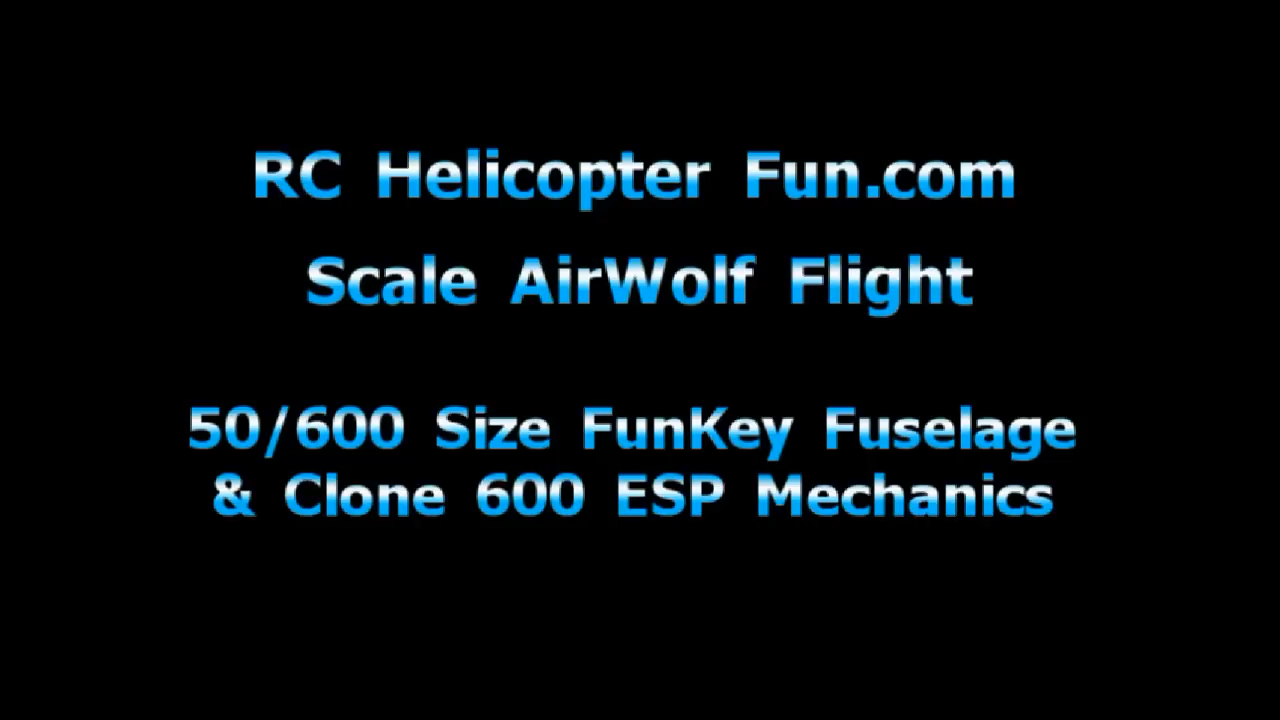 RC Helicopter Fun.com
Scale AirWolf Flight
50/600 Size FunKey Fuselage
& Clone 600 ESP Mechanics